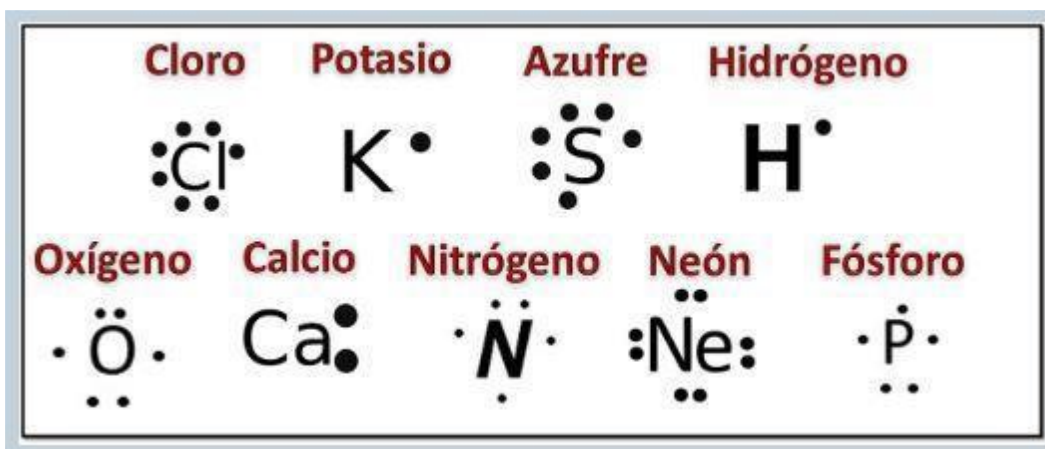 Cloro Potasio Azufre Hidrógeno
Cl K S H
Oxígeno Calcio Nitrógeno Neón Fósforo
O Ca N Ne P